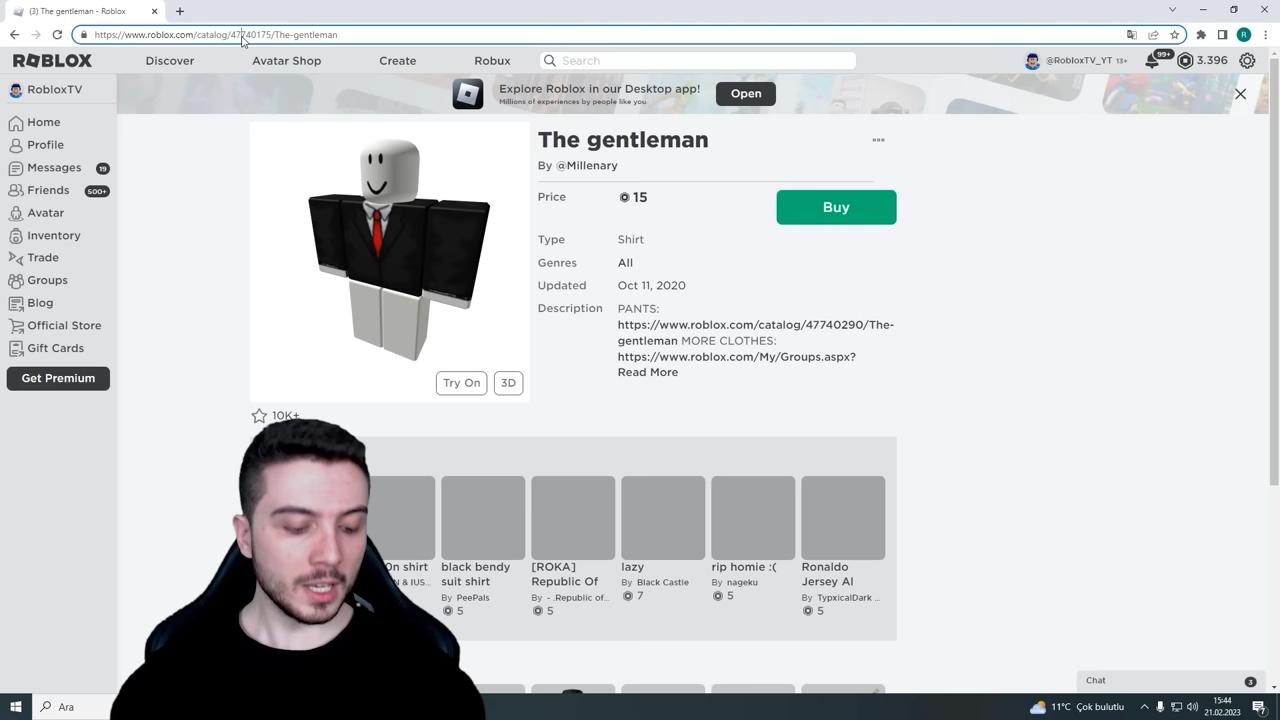 (3) The gentleman - Roblox
https://www.roblox.com/catalog/47740175/The-gentleman
R
ROBLOX
Discover
Avatar Shop
Create
Robux
Search
@RobloxTV_YT 13+
99+
3.396
RobloxTV
Home
Profile
Messages 19
Friends 500+
Avatar
Inventory
Trade
Groups
Blog
Official Store
Gift Cards
Get Premium
Explore Roblox in our Desktop app!
Millions of experiences by people like you
Open
The gentleman
By @Millenary
Price 15
Buy
Type Shirt
Genres All
Updated Oct 11, 2020
Description PANTS:
https://www.roblox.com/catalog/47740290/The-
gentleman MORE CLOTHES:
https://www.roblox.com/My/Groups.aspx?
Read More
Try On
3D
10K+
shirt
N & IUS...
black bendy
suit shirt
By PeePals
5
[ROKA]
Republic Of
By - .Republic of...
5
lazy
By Black Castle
7
rip homie :(
By nageku
5
Ronaldo
Jersey Al
By TypxicalDark ...
5
Chat 3
Ara
11°C Çok bulutlu
15:44
21.02.2023
7